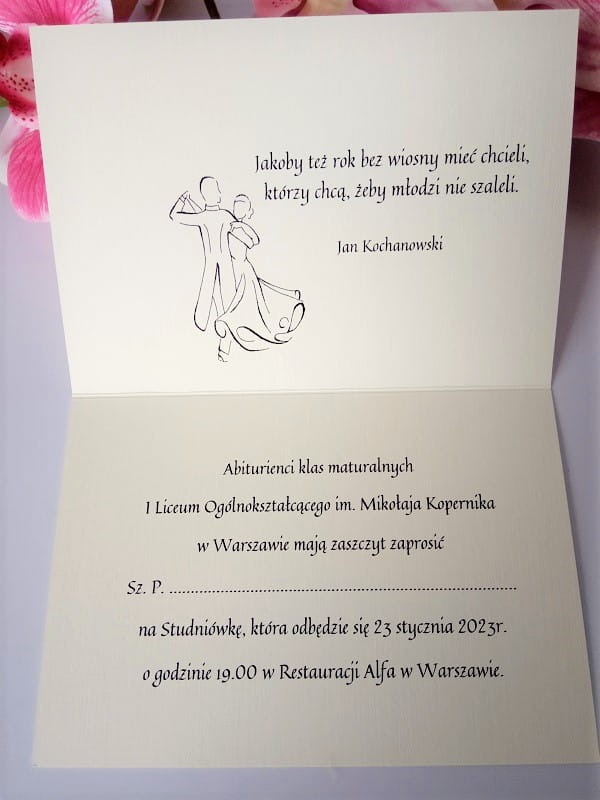 Jakoby też rok bez wiosny mieć chcieli,
którzy chcą, żeby młodzi nie szaleli.
Jan Kochanowski
Abiturienci klas maturalnych
I Liceum Ogólnokształcącego im. Mikołaja Kopernika
w Warszawie mają zaszczyt zaprosić
Sz. P. ................................................................................
na Studniówkę, która odbędzie się 23 stycznia 2023r.
o godzinie 19.00 w Restauracji Alfa w Warszawie.